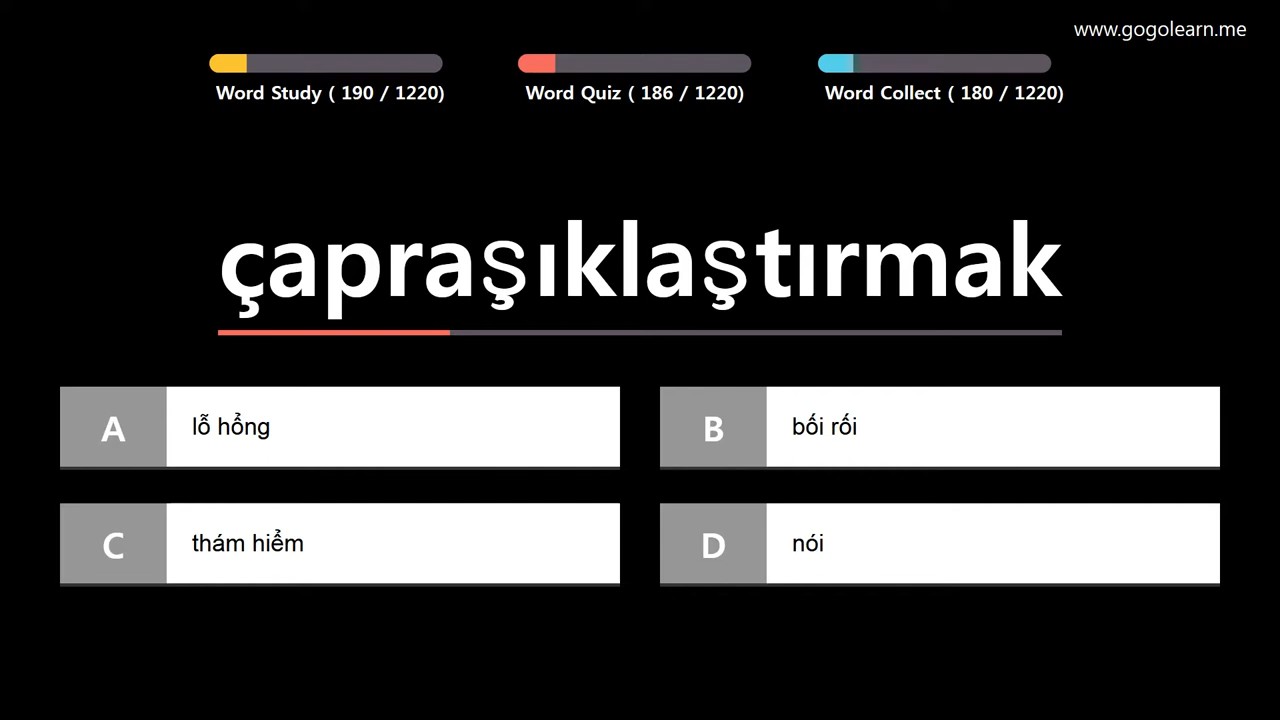 www.gogolearn.me
Word Study ( 190 / 1220)
Word Quiz ( 186 / 1220)
Word Collect ( 180 / 1220)
çapraşıklaştırmak
A lỗ hổng
B bối rối
C thám hiểm
D nói